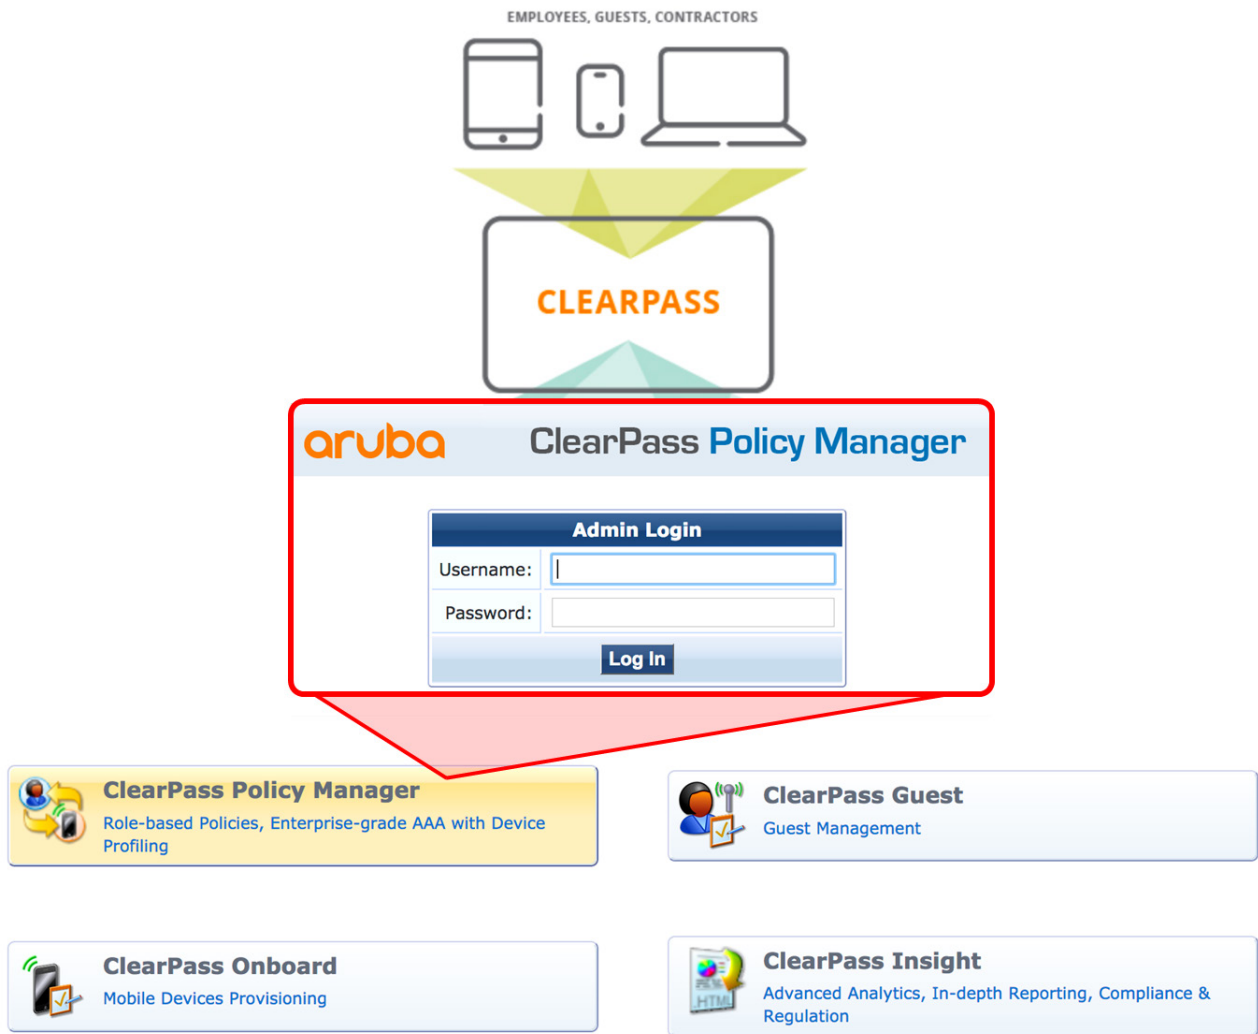 EMPLOYEES, GUESTS, CONTRACTORS
CLEARPASS
aruba
ClearPass Policy Manager
Admin Login
Username:
Password:
Log In
ClearPass Policy Manager
Role-based Policies, Enterprise-grade AAA with Device
Profiling
ClearPass Guest
Guest Management
ClearPass Onboard
Mobile Devices Provisioning
ClearPass Insight
Advanced Analytics, In-depth Reporting, Compliance &
Regulation
.HTML